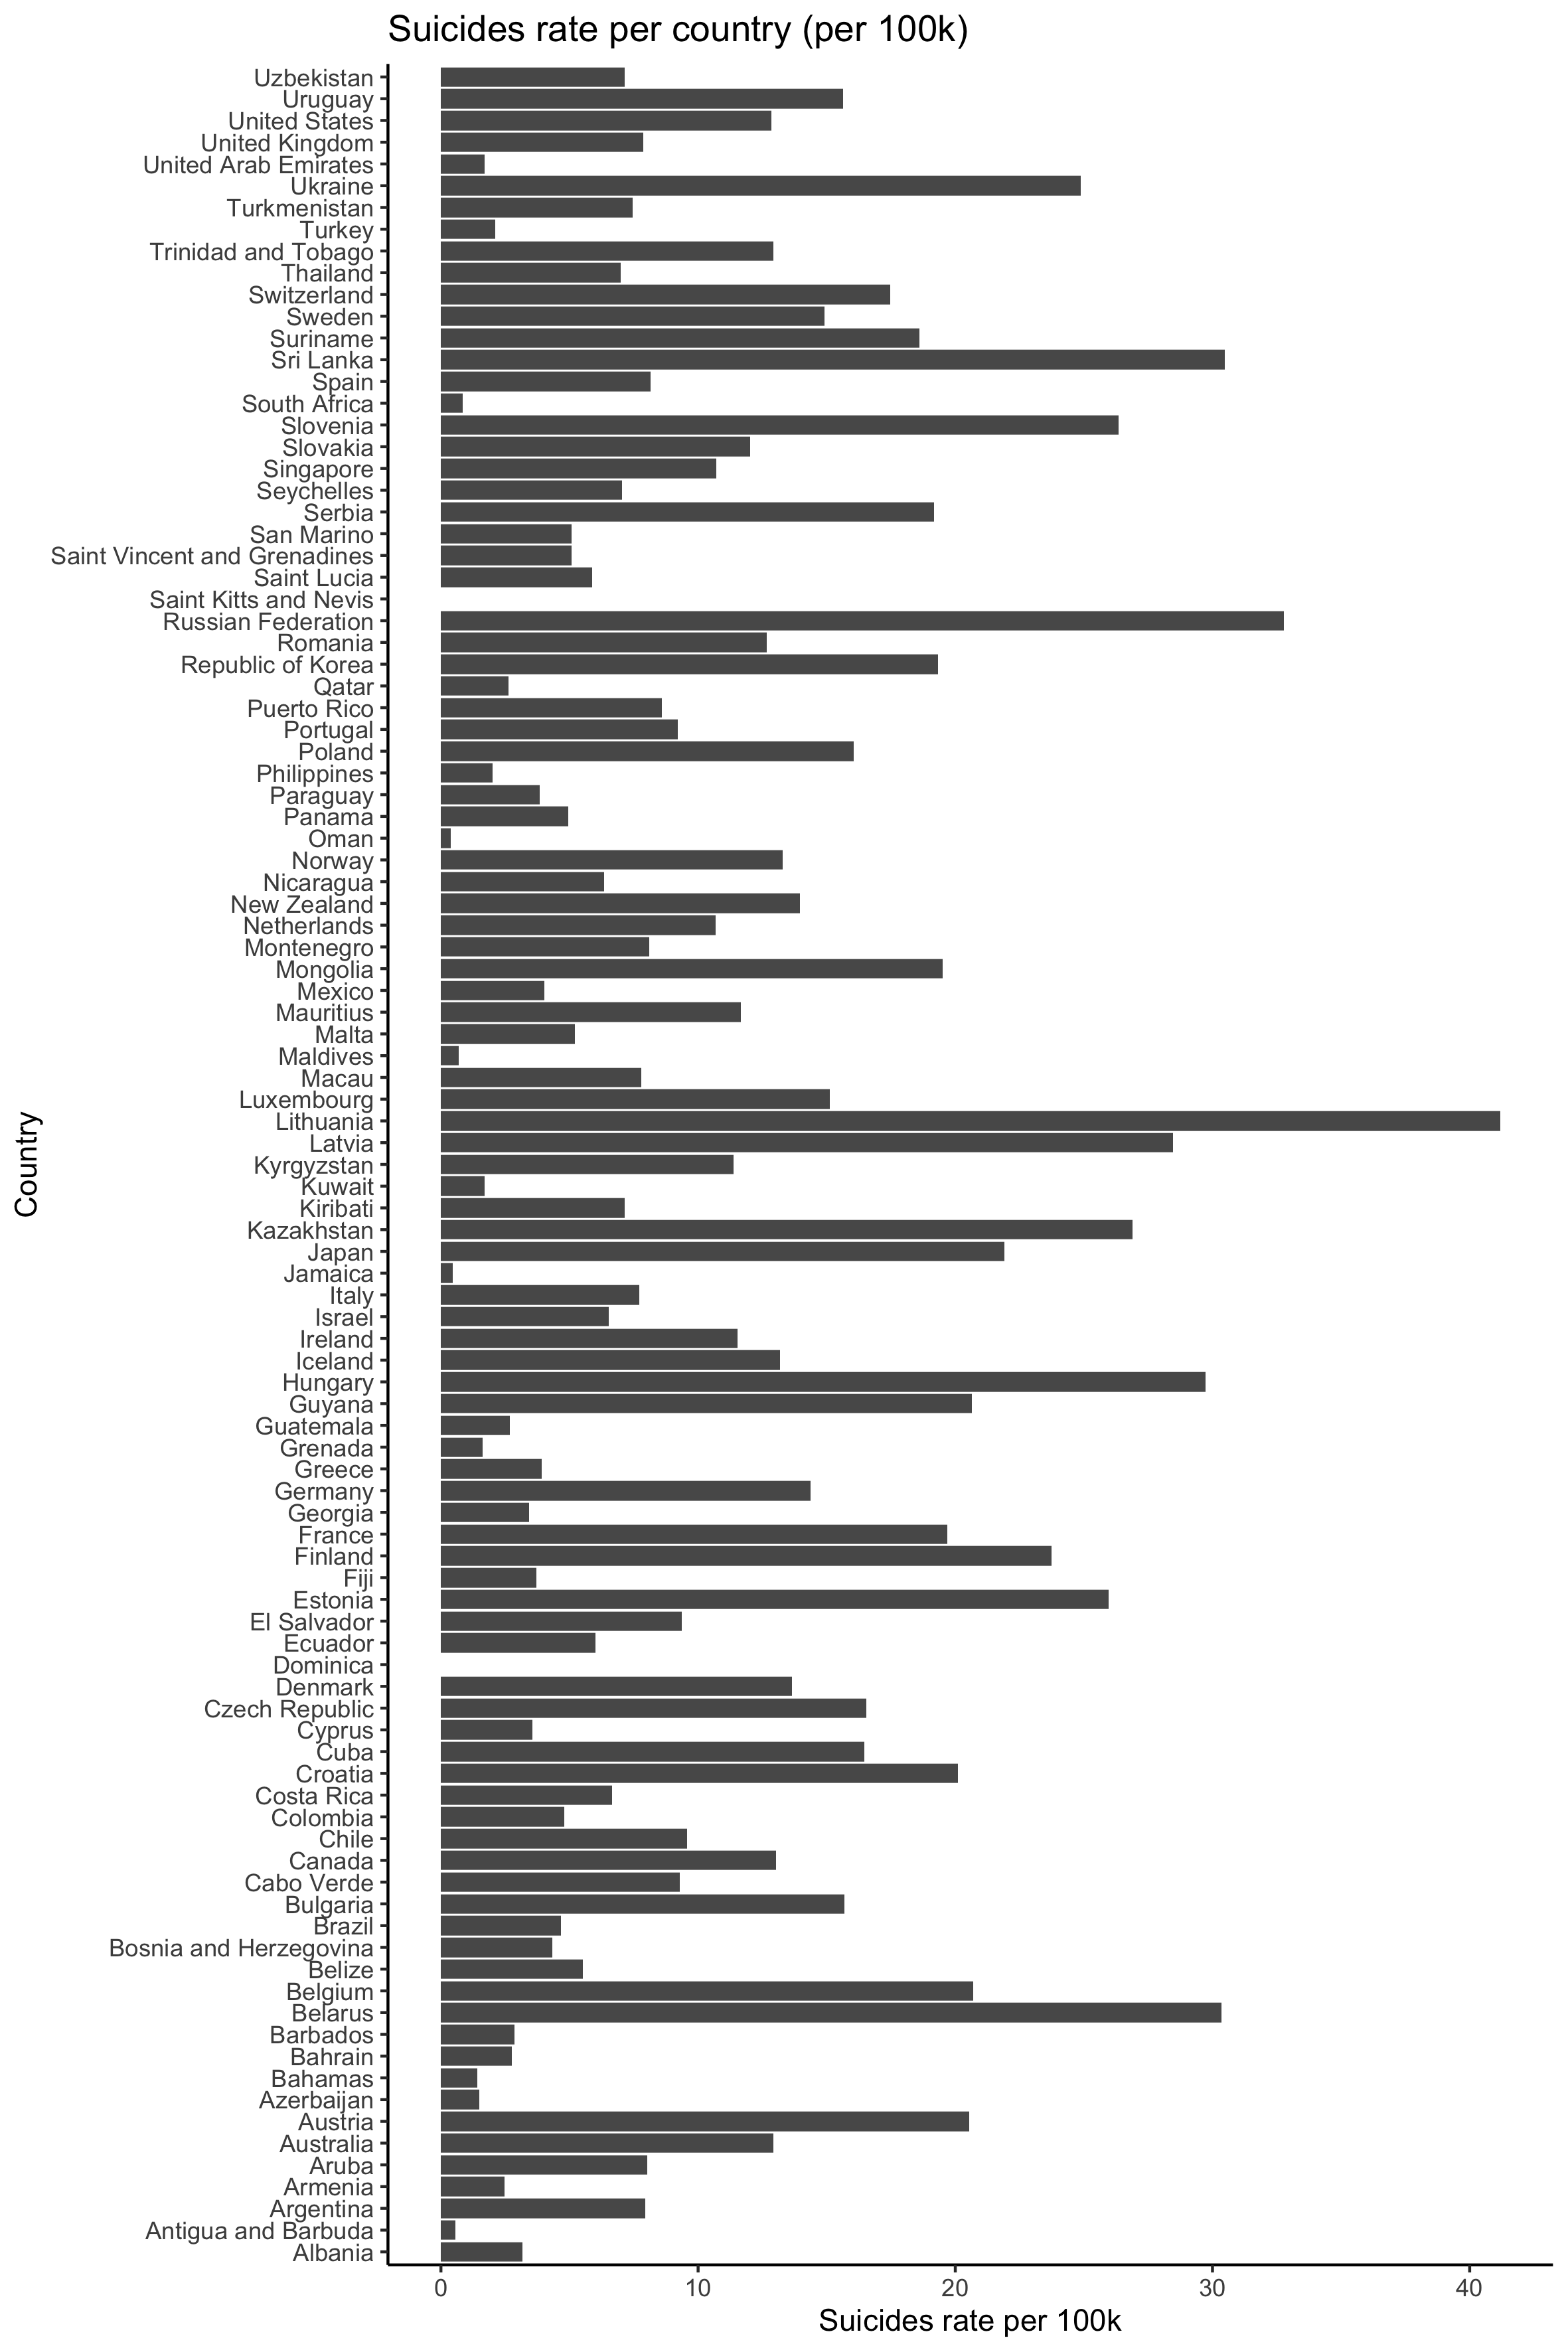 Suicides rate per country (per 100k)
Uzbekistan
Uruguay
United States
United Kingdom
United Arab Emirates
Ukraine
Turkmenistan
Turkey
Trinidad and Tobago
Thailand
Switzerland
Sweden
Suriname
Sri Lanka
Spain
South Africa
Slovenia
Slovakia
Singapore
Seychelles
Serbia
San Marino
Saint Vincent and Grenadines
Saint Lucia
Saint Kitts and Nevis
Russian Federation
Romania
Republic of Korea
Qatar
Puerto Rico
Portugal
Poland
Philippines
Paraguay
Panama
Oman
Norway
Nicaragua
New Zealand
Netherlands
Montenegro
Mongolia
Mexico
Mauritius
Malta
Maldives
Macau
Luxembourg
Lithuania
Latvia
Kyrgyzstan
Kuwait
Kiribati
Kazakhstan
Japan
Jamaica
Italy
Israel
Ireland
Iceland
Hungary
Guyana
Guatemala
Grenada
Greece
Germany
Georgia
France
Finland
Fiji
Estonia
El Salvador
Ecuador
Dominica
Denmark
Czech Republic
Cyprus
Cuba
Croatia
Costa Rica
Colombia
Chile
Canada
Cabo Verde
Bulgaria
Brazil
Bosnia and Herzegovina
Belize
Belgium
Belarus
Barbados
Bahrain
Bahamas
Azerbaijan
Austria
Australia
Aruba
Armenia
Argentina
Antigua and Barbuda
Albania
Country
0 10 20 30 40
Suicides rate per 100k